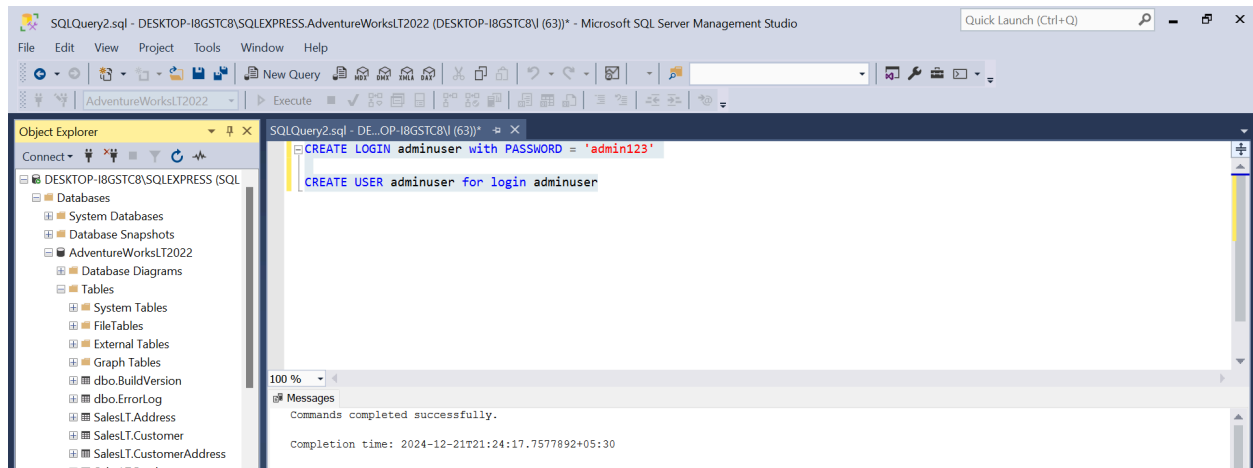 SQLQuery2.sql - DESKTOP-I8GSTC8\SQLEXPRESS.AdventureWorksLT2022 (DESKTOP-I8GSTC8\l (63))* - Microsoft SQL Server Management Studio
Quick Launch (Ctrl+Q)
File Edit View Project Tools Window Help
New Query MDX DMX XMLA DAX
AdventureWorksLT2022 Execute
Object Explorer
SQLQuery2.sql - DE...OP-I8GSTC8\l (63))*
Connect
DESKTOP-I8GSTC8\SQLEXPRESS (SQL
Databases
System Databases
Database Snapshots
AdventureWorksLT2022
Database Diagrams
Tables
System Tables
FileTables
External Tables
Graph Tables
dbo.BuildVersion
dbo.ErrorLog
SalesLT.Address
SalesLT.Customer
SalesLT.CustomerAddress
CREATE LOGIN adminuser with PASSWORD = 'admin123'
CREATE USER adminuser for login adminuser
100 %
Messages
Commands completed successfully.
Completion time: 2024-12-21T21:24:17.7577892+05:30